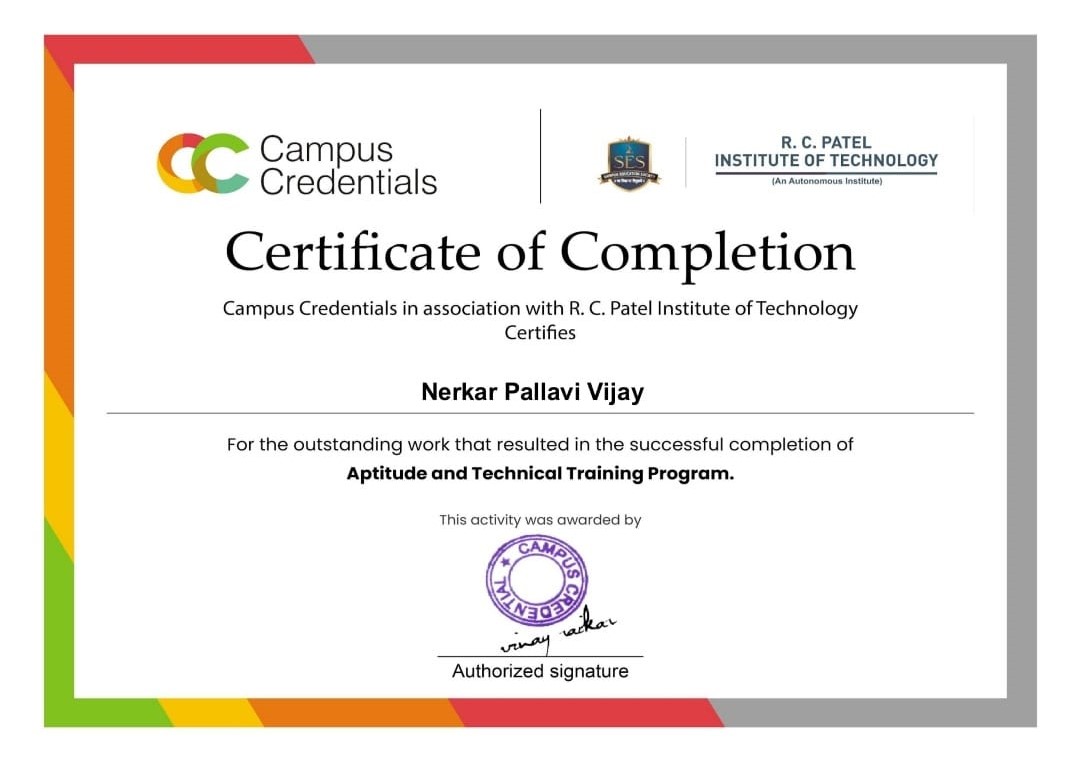 Campus
Credentials
SES
R. C. PATEL
INSTITUTE OF TECHNOLOGY
(An Autonomous Institute)
Certificate of Completion
Campus Credentials in association with R. C. Patel Institute of Technology
Certifies
Nerkar Pallavi Vijay
For the outstanding work that resulted in the successful completion of
Aptitude and Technical Training Program.
This activity was awarded by
CAMPUS CREDENTIAL
vinay
Authorized signature